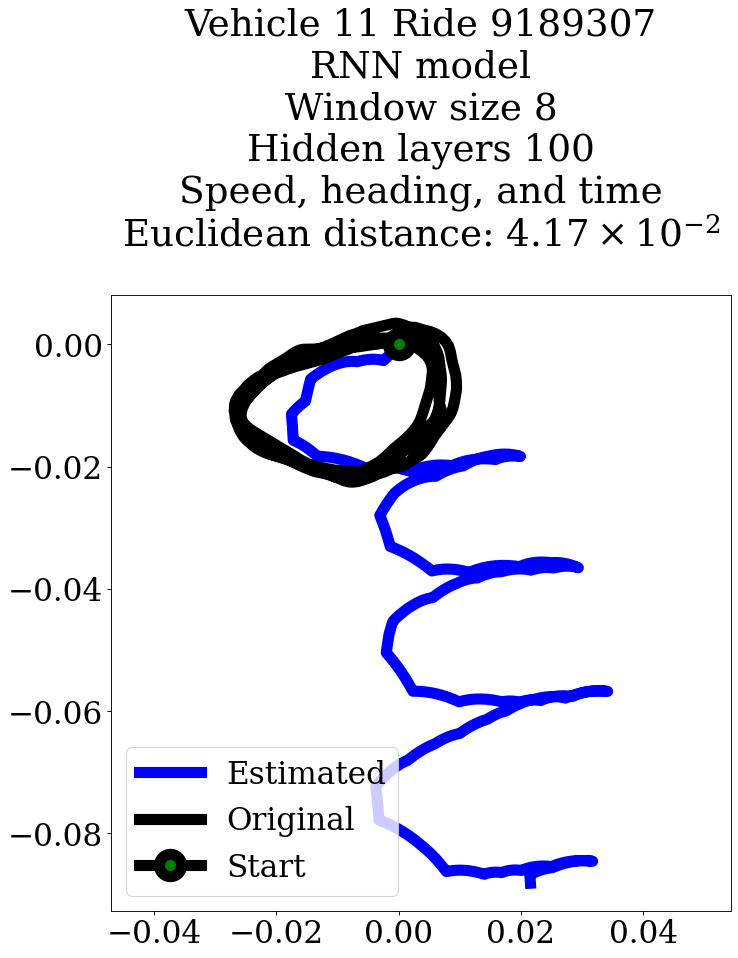 Vehicle 11 Ride 9189307
RNN model
Window size 8
Hidden layers 100
Speed, heading, and time
Euclidean distance: 4.17 × 10⁻²
0.00
−0.02
−0.04
−0.06
−0.08
Estimated
Original
Start
−0.04 −0.02 0.00 0.02 0.04